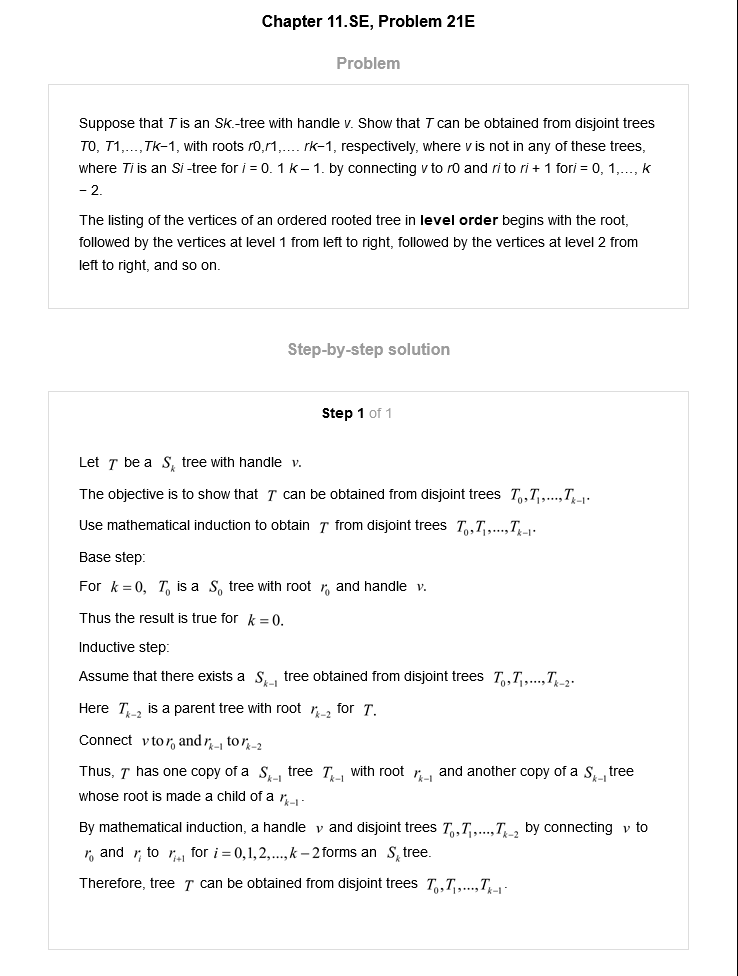 Chapter 11.SE, Problem 21E
Problem
Suppose that T is an Sk.-tree with handle v. Show that T can be obtained from disjoint trees
T0, T1,...,Tk−1, with roots r0,r1,.... rk−1, respectively, where v is not in any of these trees,
where Ti is an Si -tree for i = 0. 1 k – 1. by connecting v to r0 and ri to ri + 1 fori = 0, 1,..., k
− 2.
The listing of the vertices of an ordered rooted tree in level order begins with the root,
followed by the vertices at level 1 from left to right, followed by the vertices at level 2 from
left to right, and so on.
Step-by-step solution
Step 1 of 1
Let T be a S_k tree with handle v.
The objective is to show that T can be obtained from disjoint trees T_0,T_1,...,T_{k−1}.
Use mathematical induction to obtain T from disjoint trees T_0,T_1,...,T_{k−1}.
Base step:
For k = 0, T_0 is a S_0 tree with root r_0 and handle v.
Thus the result is true for k = 0.
Inductive step:
Assume that there exists a S_{k−1} tree obtained from disjoint trees T_0,T_1,...,T_{k−2}.
Here T_{k−2} is a parent tree with root r_{k−2} for T.
Connect v to r_0 and r_{k−1} to r_{k−2}
Thus, T has one copy of a S_{k−1} tree T_{k−1} with root r_{k−1} and another copy of a S_{k−1} tree
whose root is made a child of a r_{k−1}.
By mathematical induction, a handle v and disjoint trees T_0,T_1,...,T_{k−2} by connecting v to
r_0 and r_i to r_{i+1} for i = 0,1,2,...,k − 2 forms an S_k tree.
Therefore, tree T can be obtained from disjoint trees T_0,T_1,...,T_{k−1}.